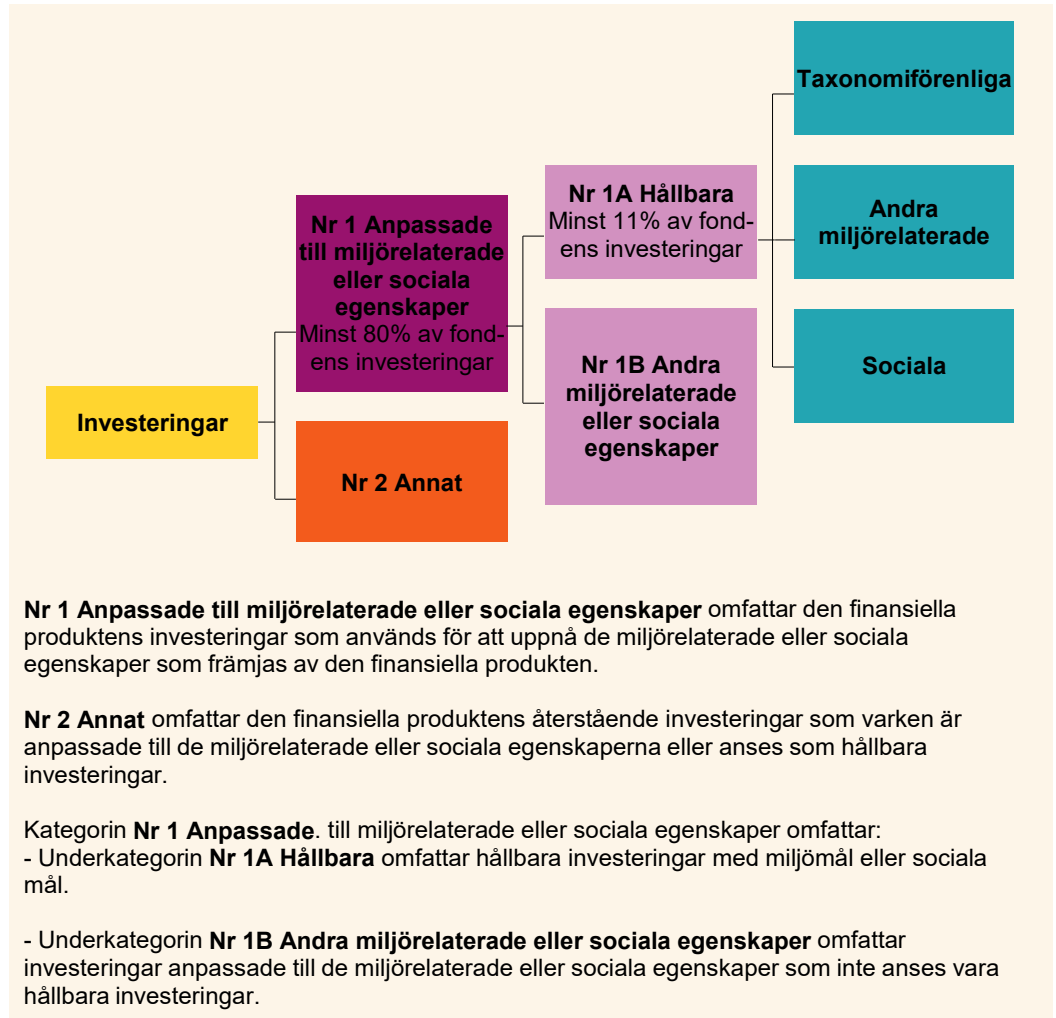 Taxonomiförenliga
Nr 1A Hållbara
Minst 11% av fond-
ens investeringar
Andra
miljörelaterade
Nr 1 Anpassade
till miljörelaterade
eller sociala
egenskaper
Minst 80% av fond-
ens investeringar
Nr 1B Andra
miljörelaterade
eller sociala
egenskaper
Sociala
Investeringar
Nr 2 Annat
Nr 1 Anpassade till miljörelaterade eller sociala egenskaper omfattar den finansiella
produktens investeringar som används för att uppnå de miljörelaterade eller sociala
egenskaper som främjas av den finansiella produkten.
Nr 2 Annat omfattar den finansiella produktens återstående investeringar som varken är
anpassade till de miljörelaterade eller sociala egenskaperna eller anses som hållbara
investeringar.
Kategorin Nr 1 Anpassade. till miljörelaterade eller sociala egenskaper omfattar:
- Underkategorin Nr 1A Hållbara omfattar hållbara investeringar med miljömål eller sociala
mål.
- Underkategorin Nr 1B Andra miljörelaterade eller sociala egenskaper omfattar
investeringar anpassade till de miljörelaterade eller sociala egenskaper som inte anses vara
hållbara investeringar.